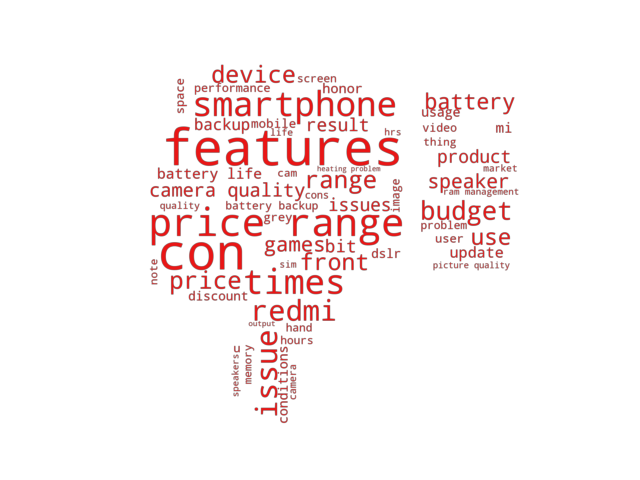 device
screen
performance
honor
space
smartphone
battery
usage
backup
mobile
result
life
hrs
video
mi
features
thing
product
market
heating problem
battery life
cam
range
speaker
camera quality
cons
image
ram management
quality
battery backup
issues
budget
grey
price range
problem
games
bit
dslr
user
use
con
front
update
sim
picture quality
note
price
times
discount
redmi
output
hand
issue
hours
u
speakers
memory
conditions
camera